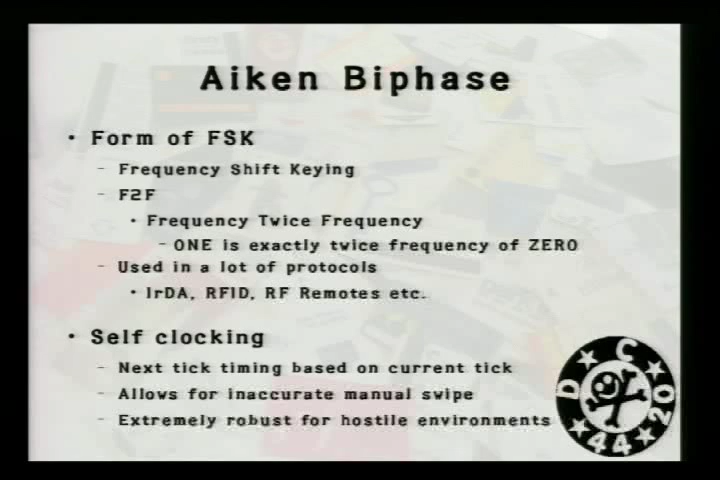 Aiken Biphase
• Form of FSK
– Frequency Shift Keying
– F2F
• Frequency Twice Frequency
– ONE is exactly twice frequency of ZERO
– Used in a lot of protocols
• IrDA, RFID, RF Remotes etc.
• Self clocking
– Next tick timing based on current tick
– Allows for inaccurate manual swipe
– Extremely robust for hostile environments
DC 4420